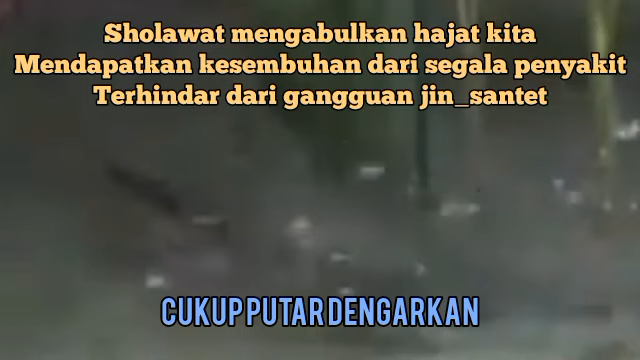 Sholawat mengabulkan hajat kita
Mendapatkan kesembuhan dari segala penyakit
Terhindar dari gangguan jin_santet
CUKUP PUTAR DENGARKAN